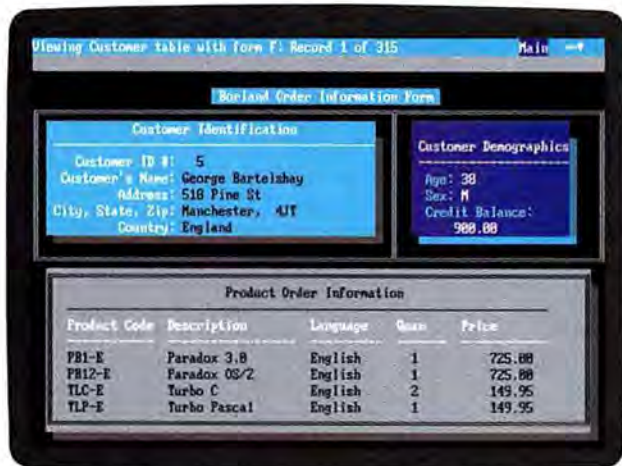 Viewing Customer table with form F: Record 1 of 315 Main
Borland Order Information Form
Customer Identification
Customer ID #: 5
Customer's Name: George Bartelshay
Address: 518 Pine St
City, State, Zip: Manchester, 4JT
Country: England
Customer Demographics
Age: 38
Sex: M
Credit Balance:
900.00
Product Order Information
Product Code Description Language Quan Price
PB1-E Paradox 3.0 English 1 725.00
PB12-E Paradox OS/2 English 1 725.00
TLC-E Turbo C English 2 149.95
TLP-E Turbo Pascal English 1 149.95